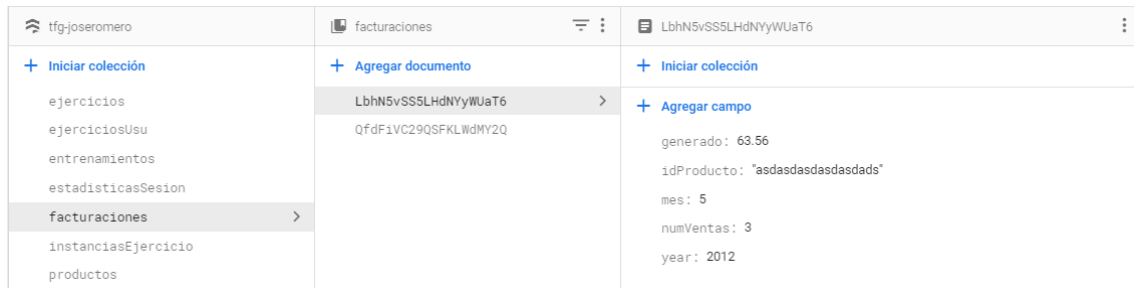 tfg-joseromero
Iniciar colección
ejercicios
ejerciciosUsu
entrenamientos
estadisticasSesion
facturaciones
instanciasEjercicio
productos
facturaciones
Agregar documento
LbhN5vSS5LHdNYyWUaT6
QfdFiVC29QSFKLWdMY2Q
LbhN5vSS5LHdNYyWUaT6
Iniciar colección
Agregar campo
generado: 63.56
idProducto: "asdasdasdasdasdads"
mes: 5
numVentas: 3
year: 2012